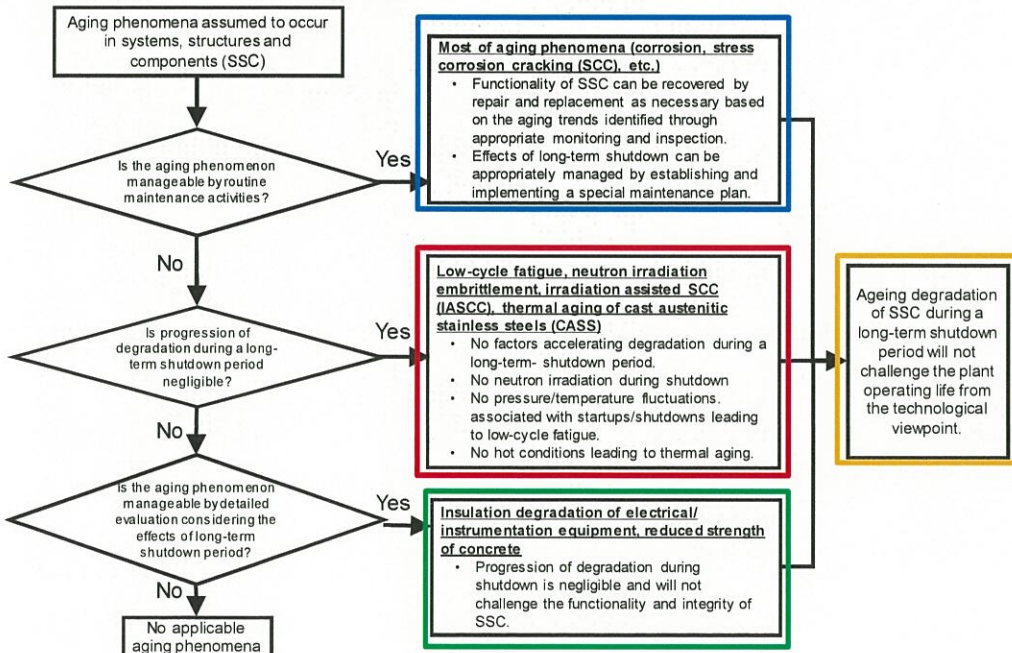 Aging phenomena assumed to occur
in systems, structures and
components (SSC)
Is the aging phenomenon
manageable by routine
maintenance activities?
Yes
Most of aging phenomena (corrosion, stress
corrosion cracking (SCC), etc.)
• Functionality of SSC can be recovered by
repair and replacement as necessary based
on the aging trends identified through
appropriate monitoring and inspection.
• Effects of long-term shutdown can be
appropriately managed by establishing and
implementing a special maintenance plan.
No
Is progression of
degradation during a long-
term shutdown period
negligible?
Yes
Low-cycle fatigue, neutron irradiation
embrittlement, irradiation assisted SCC
(IASCC), thermal aging of cast austenitic
stainless steels (CASS)
• No factors accelerating degradation during a
long-term- shutdown period.
• No neutron irradiation during shutdown
• No pressure/temperature fluctuations.
associated with startups/shutdowns leading
to low-cycle fatigue.
• No hot conditions leading to thermal aging.
No
Is the aging phenomenon
manageable by detailed
evaluation considering the
effects of long-term
shutdown period?
Yes
Insulation degradation of electrical/
instrumentation equipment, reduced strength
of concrete
• Progression of degradation during
shutdown is negligible and will not
challenge the functionality and integrity of
SSC.
No
No applicable
aging phenomena
Ageing degradation
of SSC during a
long-term shutdown
period will not
challenge the plant
operating life from
the technological
viewpoint.